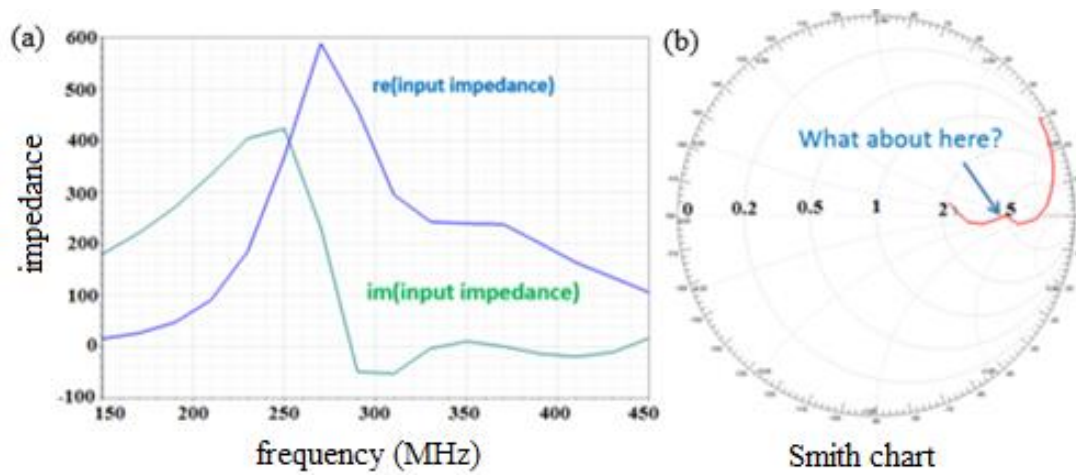 (a)
600
500
400
300
200
100
0
-100
impedance
re(input impedance)
im(input impedance)
150 200 250 300 350 400 450
frequency (MHz)
(b)
What about here?
0 0.2 0.5 1 2 5
Smith chart